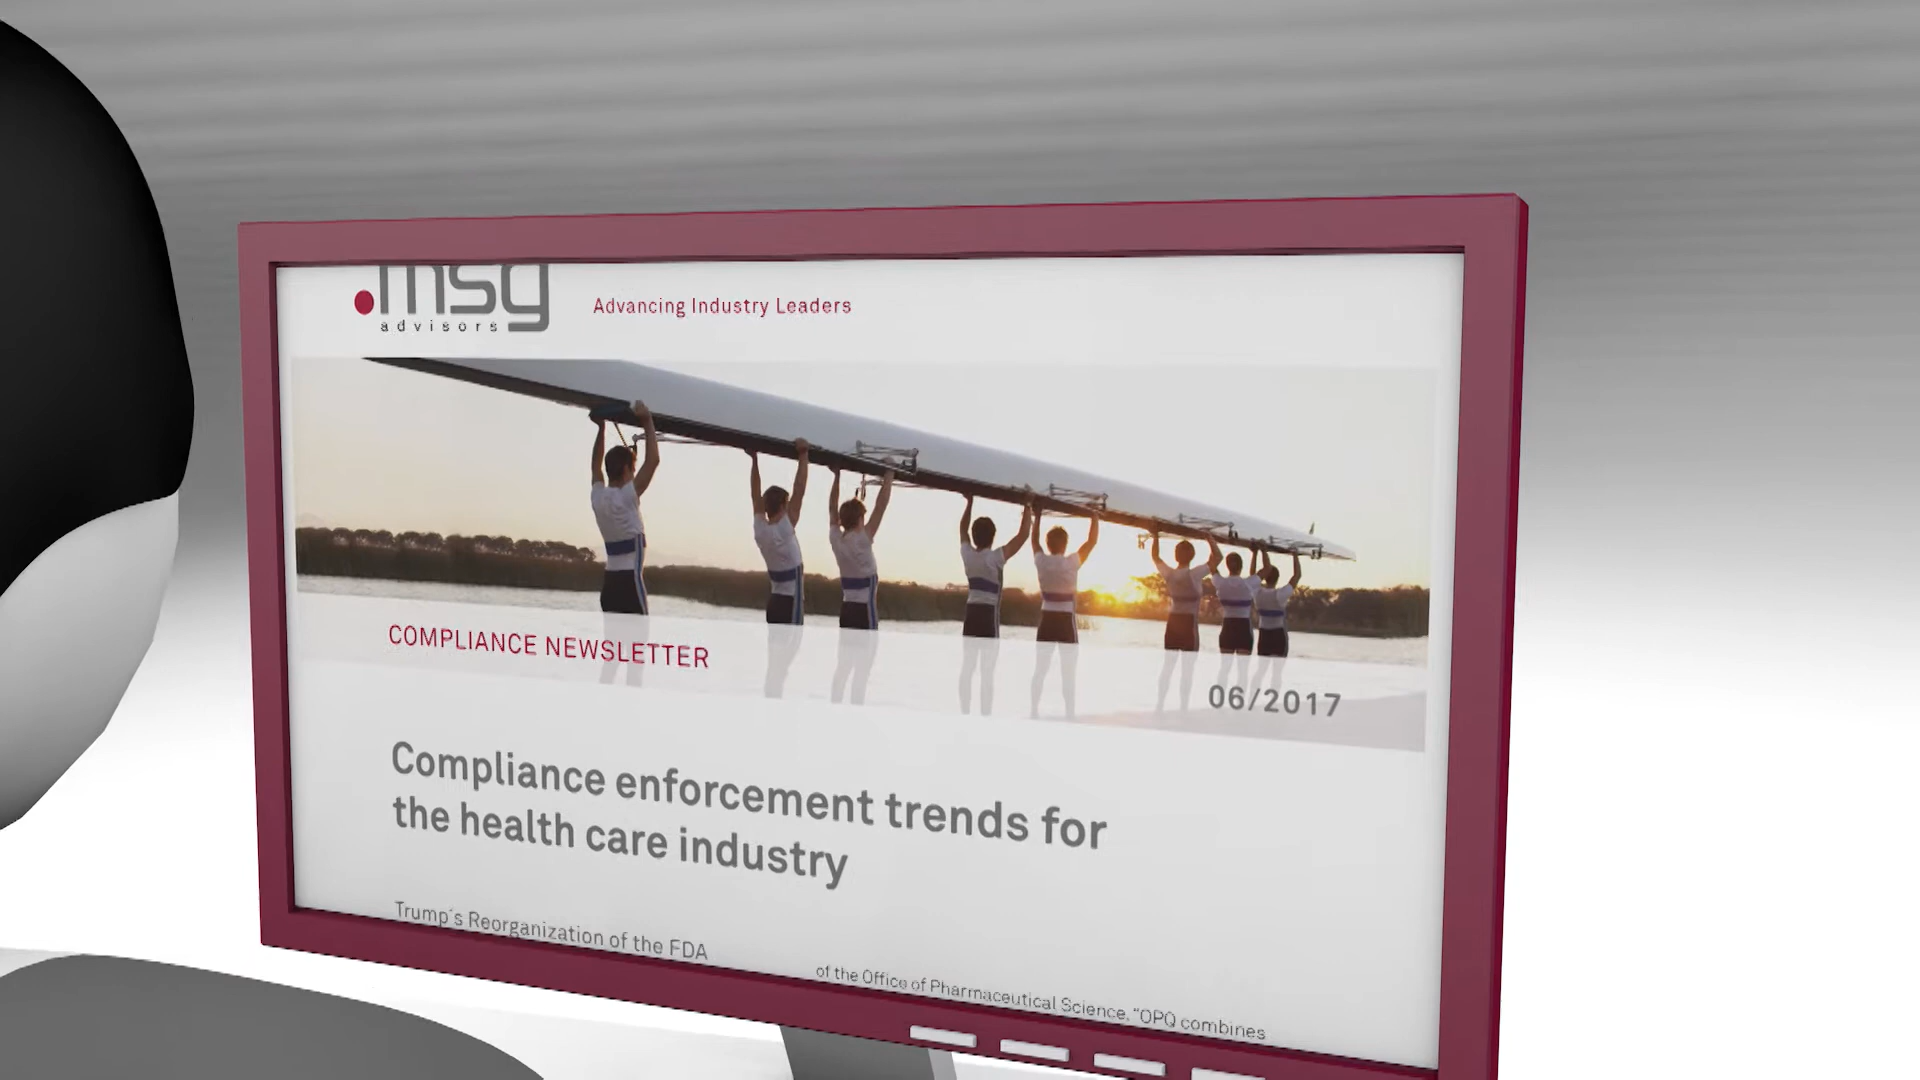 .msg
advisors
Advancing Industry Leaders
COMPLIANCE NEWSLETTER
06/2017
Compliance enforcement trends for
the health care industry
Trump´s Reorganization of the FDA
of the Office of Pharmaceutical Science. "OPQ combines